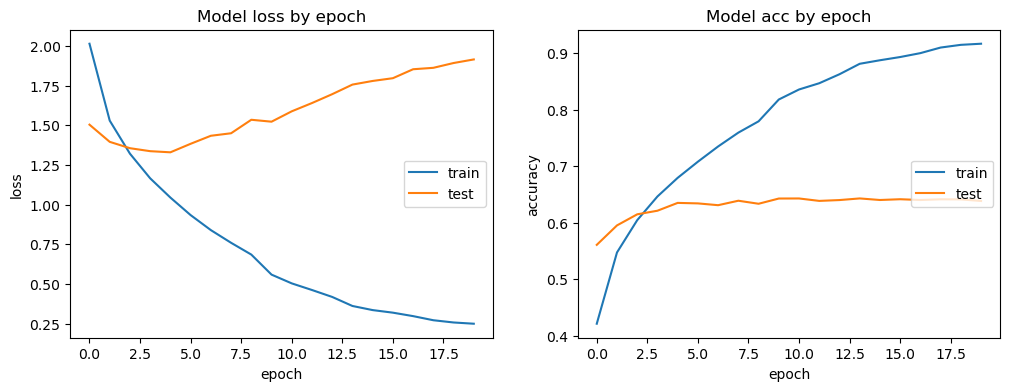 Model loss by epoch
2.00
1.75
1.50
1.25
1.00
0.75
0.50
0.25
loss
0.0 2.5 5.0 7.5 10.0 12.5 15.0 17.5
epoch
train
test
Model acc by epoch
0.9
0.8
0.7
0.6
0.5
0.4
accuracy
0.0 2.5 5.0 7.5 10.0 12.5 15.0 17.5
epoch
train
test